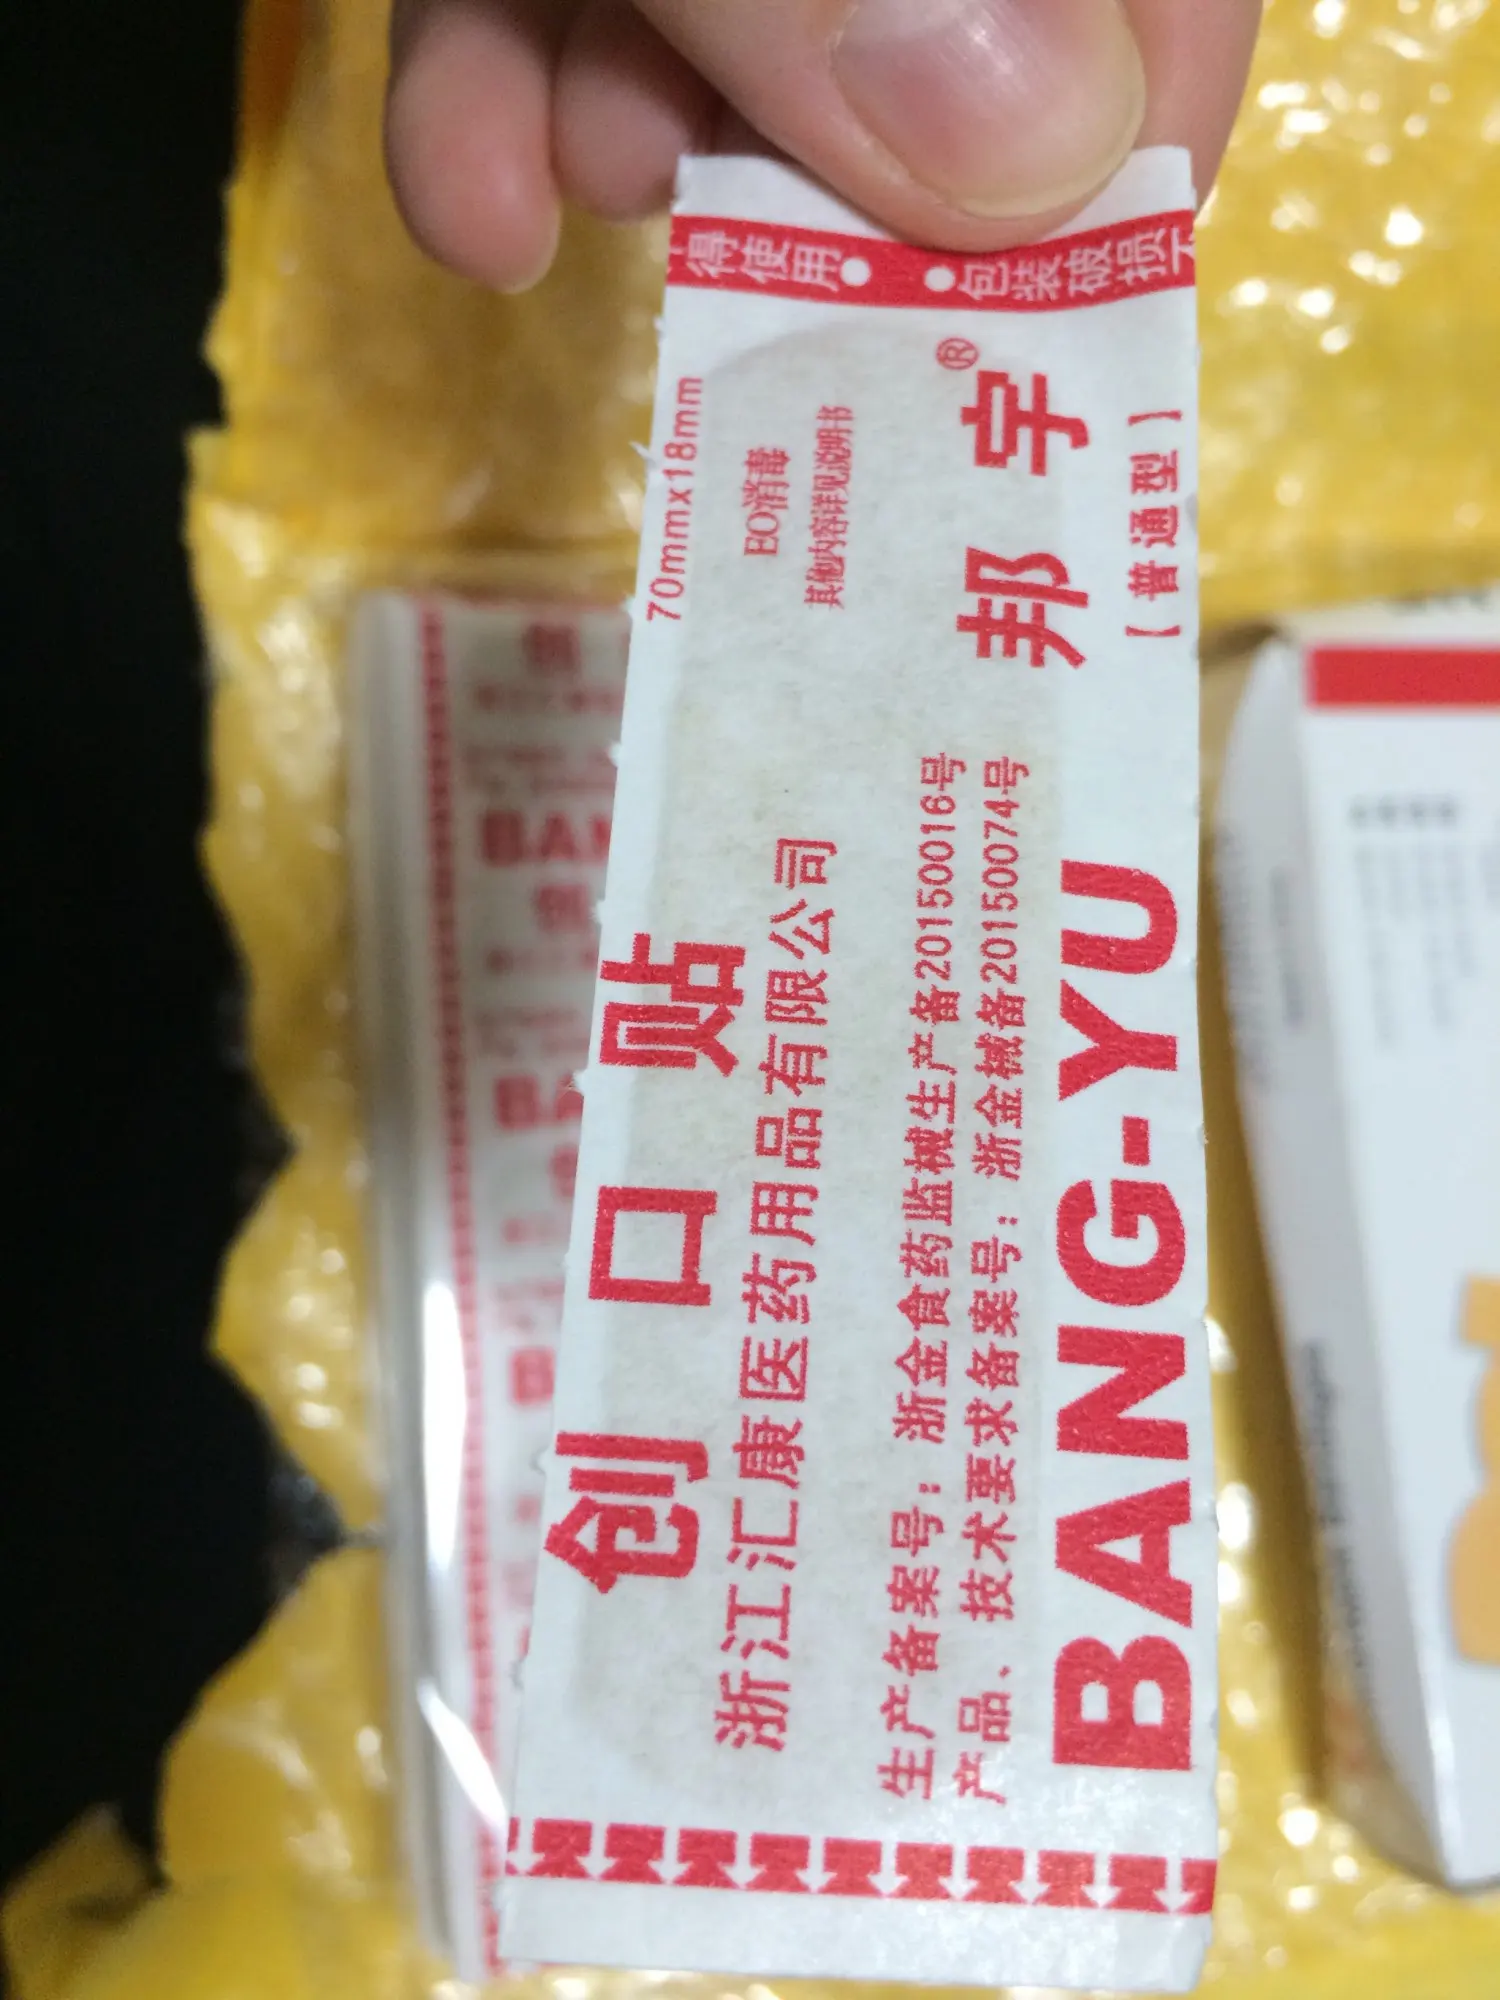 得使用●
●包装破损
创口贴
70mmx18mm
浙江汇康医药用品有限公司
EO消毒
其他内容详见说明书
生产备案号：浙金食药监械生产备20150016号
产品、技术要求备案号：浙金械备20150074号
邦宇®
BANG-YU
【普通型】
BAN